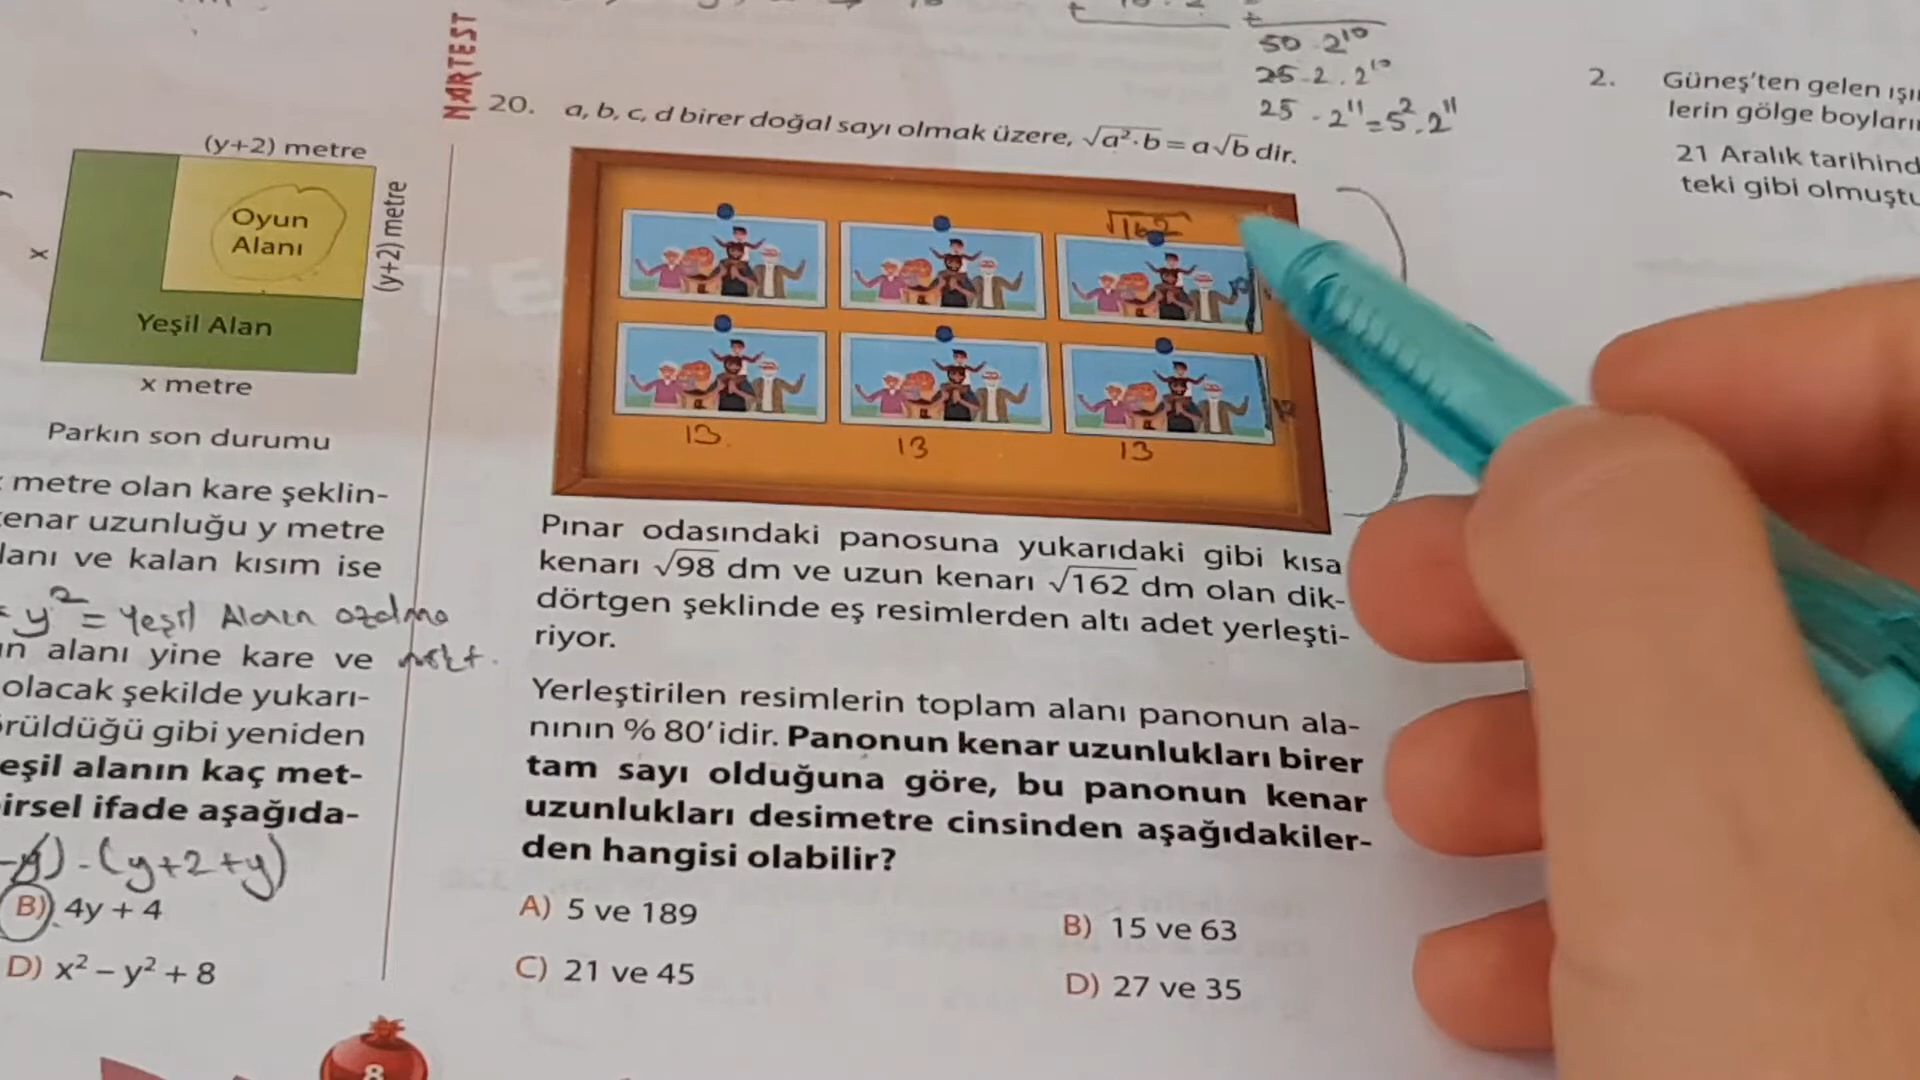 50 · 2¹⁰
25 · 2 · 2¹⁰
25 · 2¹¹ = 5² · 2¹¹
MARTEST
(y+2) metre
Oyun
Alanı
(y+2) metre
x
Yeşil Alan
x metre
Parkın son durumu
metre olan kare şeklin-
kenar uzunluğu y metre
lanı ve kalan kısım ise
y² = Yeşil Alanın azalma
alanı yine kare ve
olacak şekilde yukarı-
rüldüğü gibi yeniden
eşil alanın kaç met-
irsel ifade aşağıda-
(y+2+y)
B) 4y + 4
D) x² – y² + 8
8
20. a, b, c, d birer doğal sayı olmak üzere, √a²·b = a√b dir.
√162
13 13 13
Pınar odasındaki panosuna yukarıdaki gibi kısa
kenarı √98 dm ve uzun kenarı √162 dm olan dik-
dörtgen şeklinde eş resimlerden altı adet yerleşti-
riyor.
Yerleştirilen resimlerin toplam alanı panonun ala-
nının % 80'idir. Panonun kenar uzunlukları birer
tam sayı olduğuna göre, bu panonun kenar
uzunlukları desimetre cinsinden aşağıdakiler-
den hangisi olabilir?
A) 5 ve 189
B) 15 ve 63
C) 21 ve 45
D) 27 ve 35
2. Güneş'ten gelen ışı
lerin gölge boyların
21 Aralık tarihind
teki gibi olmuştu